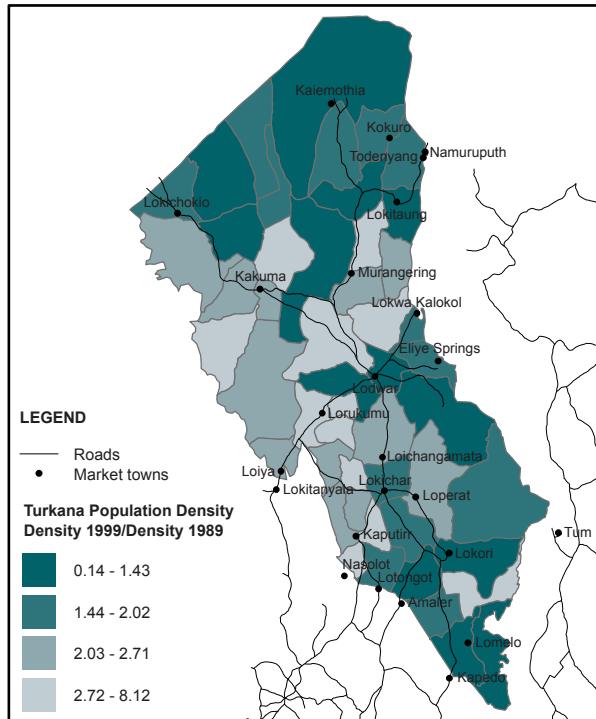 Kaiemothia
Kokuro
Namuruputh
Todenyang
Lokichokio
Lokitaung
Murangering
Kakuma
Lokwa Kalokol
Eliye Springs
Lodwar
Lorukumu
LEGEND
Roads
Market towns
Loichangamata
Loiya
Lokichar
Lokitanyala
Loperat
Turkana Population Density
Density 1999/Density 1989
Tum
Kaputin
Lokori
0.14 - 1.43
Nasolot
Lotongot
1.44 - 2.02
Amaler
2.03 - 2.71
Lomelo
2.72 - 8.12
Kapedo